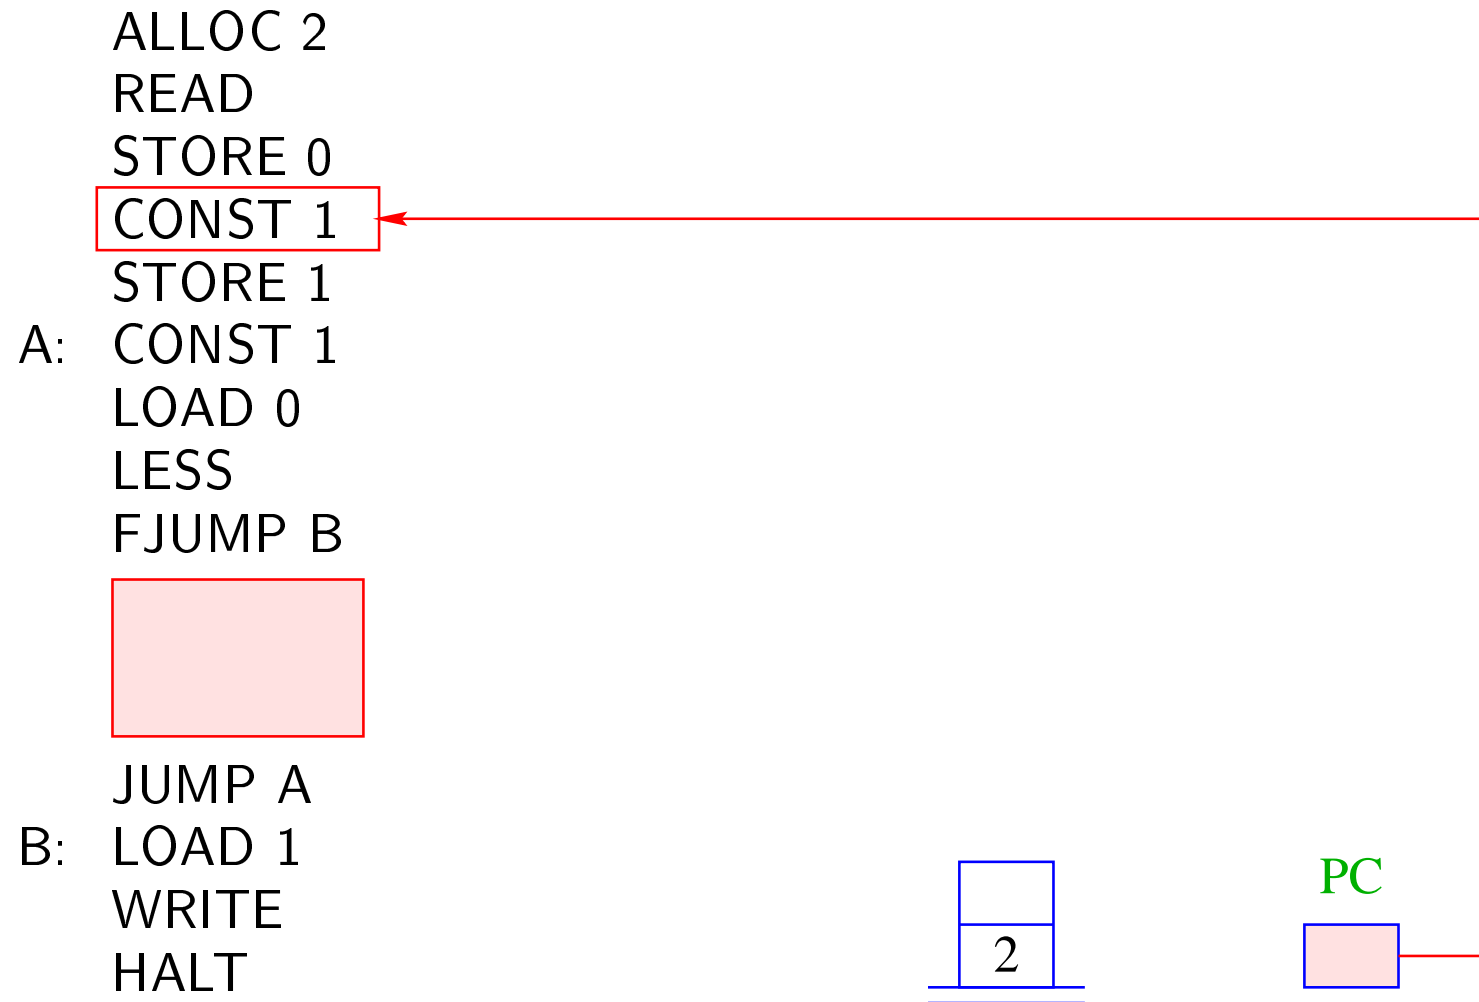 ALLOC 2
READ
STORE 0
CONST 1
STORE 1
A: CONST 1
LOAD 0
LESS
FJUMP B
JUMP A
B: LOAD 1
WRITE
HALT
PC
2